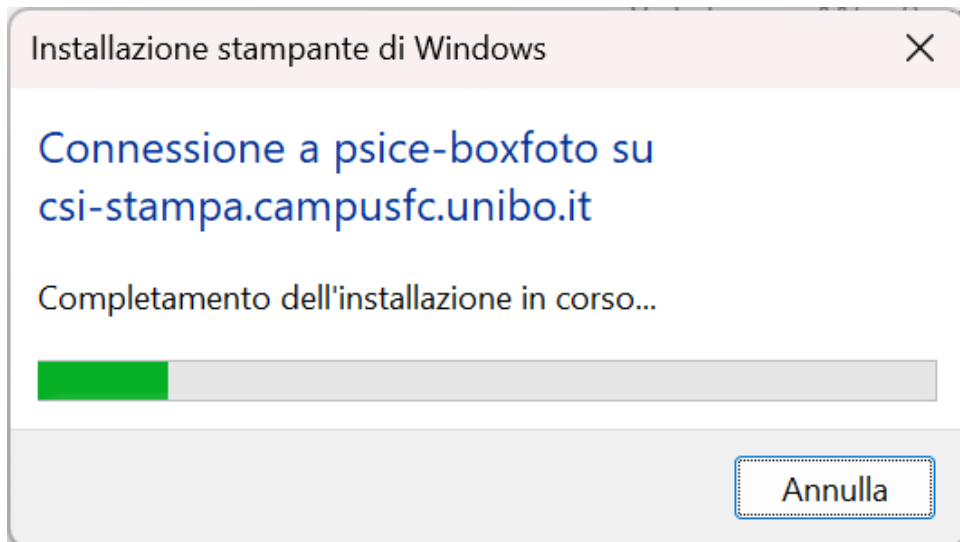 Installazione stampante di Windows
Connessione a psice-boxfoto su
csi-stampa.campusfc.unibo.it
Completamento dell'installazione in corso...
Annulla